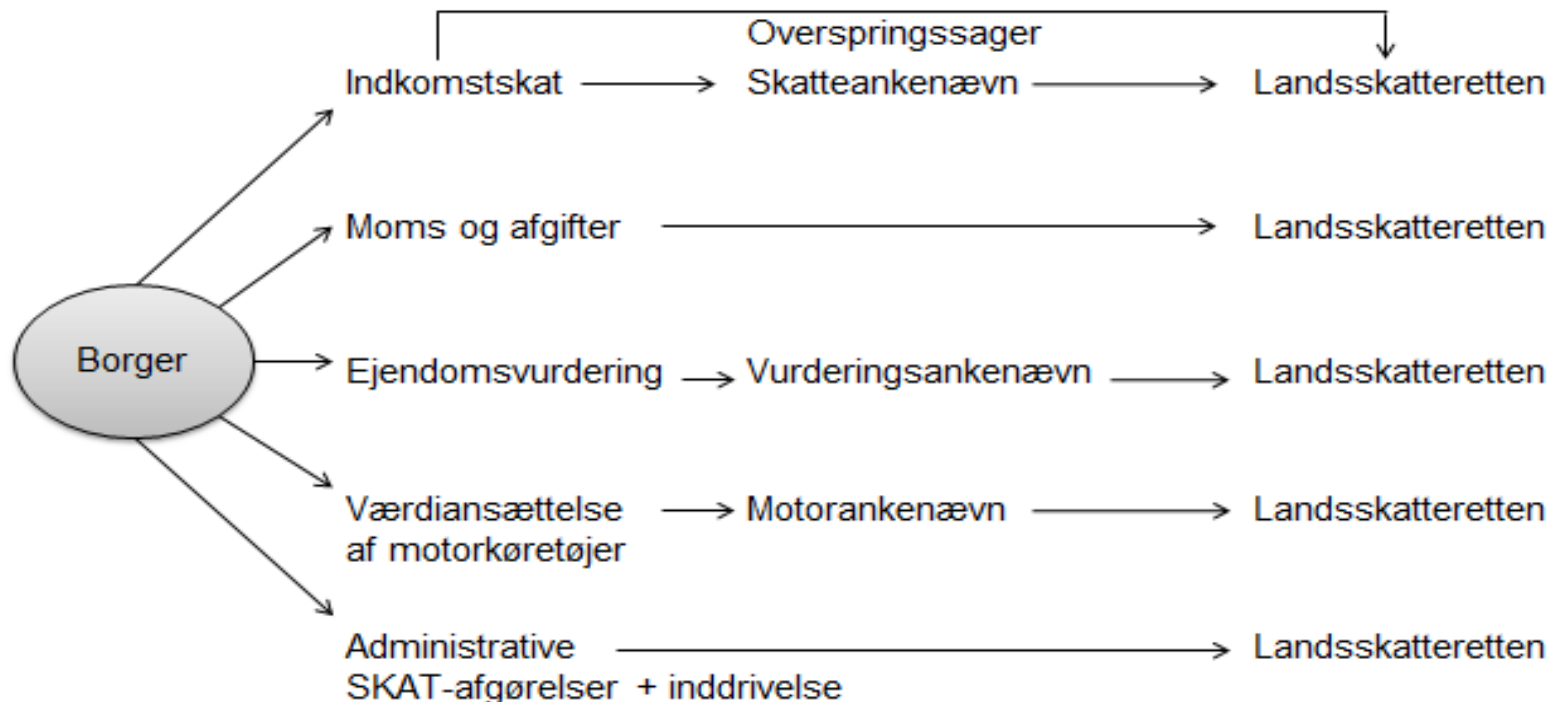 Overspringssager
Indkomstskat Skatteankenævn Landsskatteretten
Moms og afgifter Landsskatteretten
Borger
Ejendomsvurdering Vurderingsankenævn Landsskatteretten
Værdiansættelse Motorankenævn Landsskatteretten
af motorkøretøjer
Administrative Landsskatteretten
SKAT-afgørelser + inddrivelse